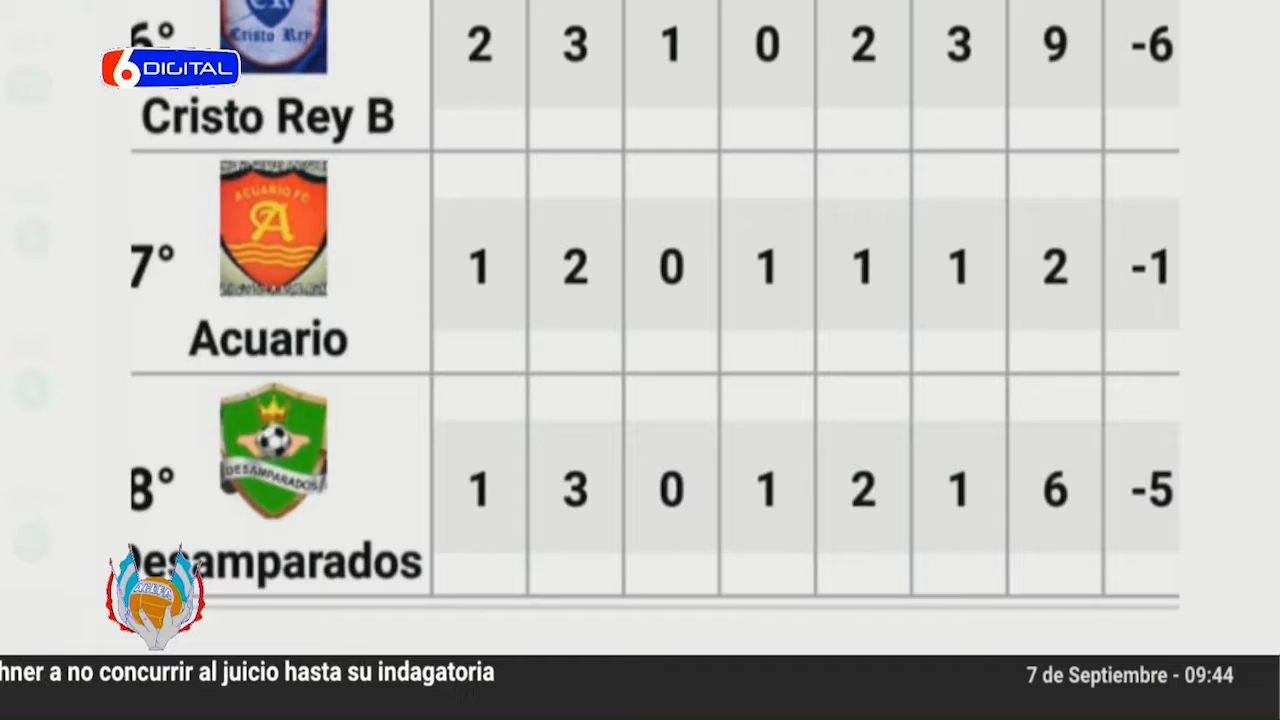 6°
Cristo Rey
2 3 1 0 2 3 9 -6
6 DIGITAL
Cristo Rey B
ACUARIO FC
A
7°
1 2 0 1 1 1 2 -1
Acuario
DESAMPARADOS
8°
1 3 0 1 2 1 6 -5
Desamparados
hner a no concurrir al juicio hasta su indagatoria
7 de Septiembre - 09:44